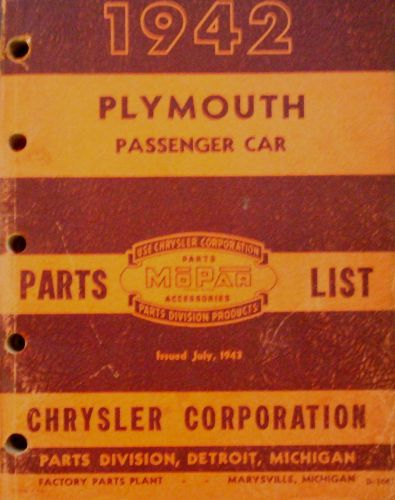 1942
PLYMOUTH
PASSENGER CAR
USE CHRYSLER CORPORATION
PARTS
PARTS MOPAR LIST
ACCESSORIES
PARTS DIVISION PRODUCTS
Issued July, 1943
CHRYSLER CORPORATION
PARTS DIVISION, DETROIT, MICHIGAN
FACTORY PARTS PLANT - - MARYSVILLE, MICHIGAN